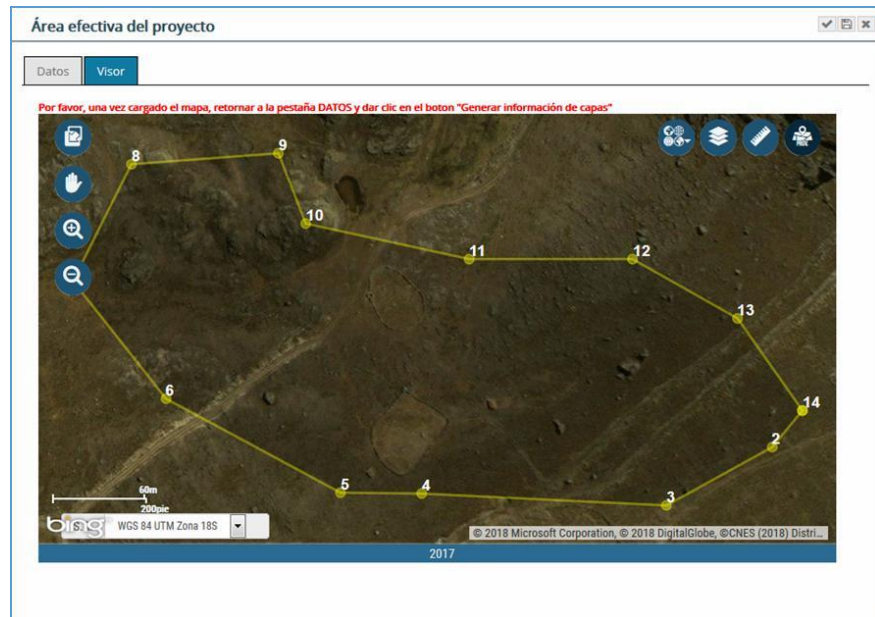 Área efectiva del proyecto
Datos
Visor
Por favor, una vez cargado el mapa, retornar a la pestaña DATOS y dar clic en el boton "Generar información de capas"
8
9
10
11
12
13
14
6
5
4
3
2
60m
200pie
bing
WGS 84 UTM Zona 18S
© 2018 Microsoft Corporation, © 2018 DigitalGlobe, ©CNES (2018) Distri...
2017